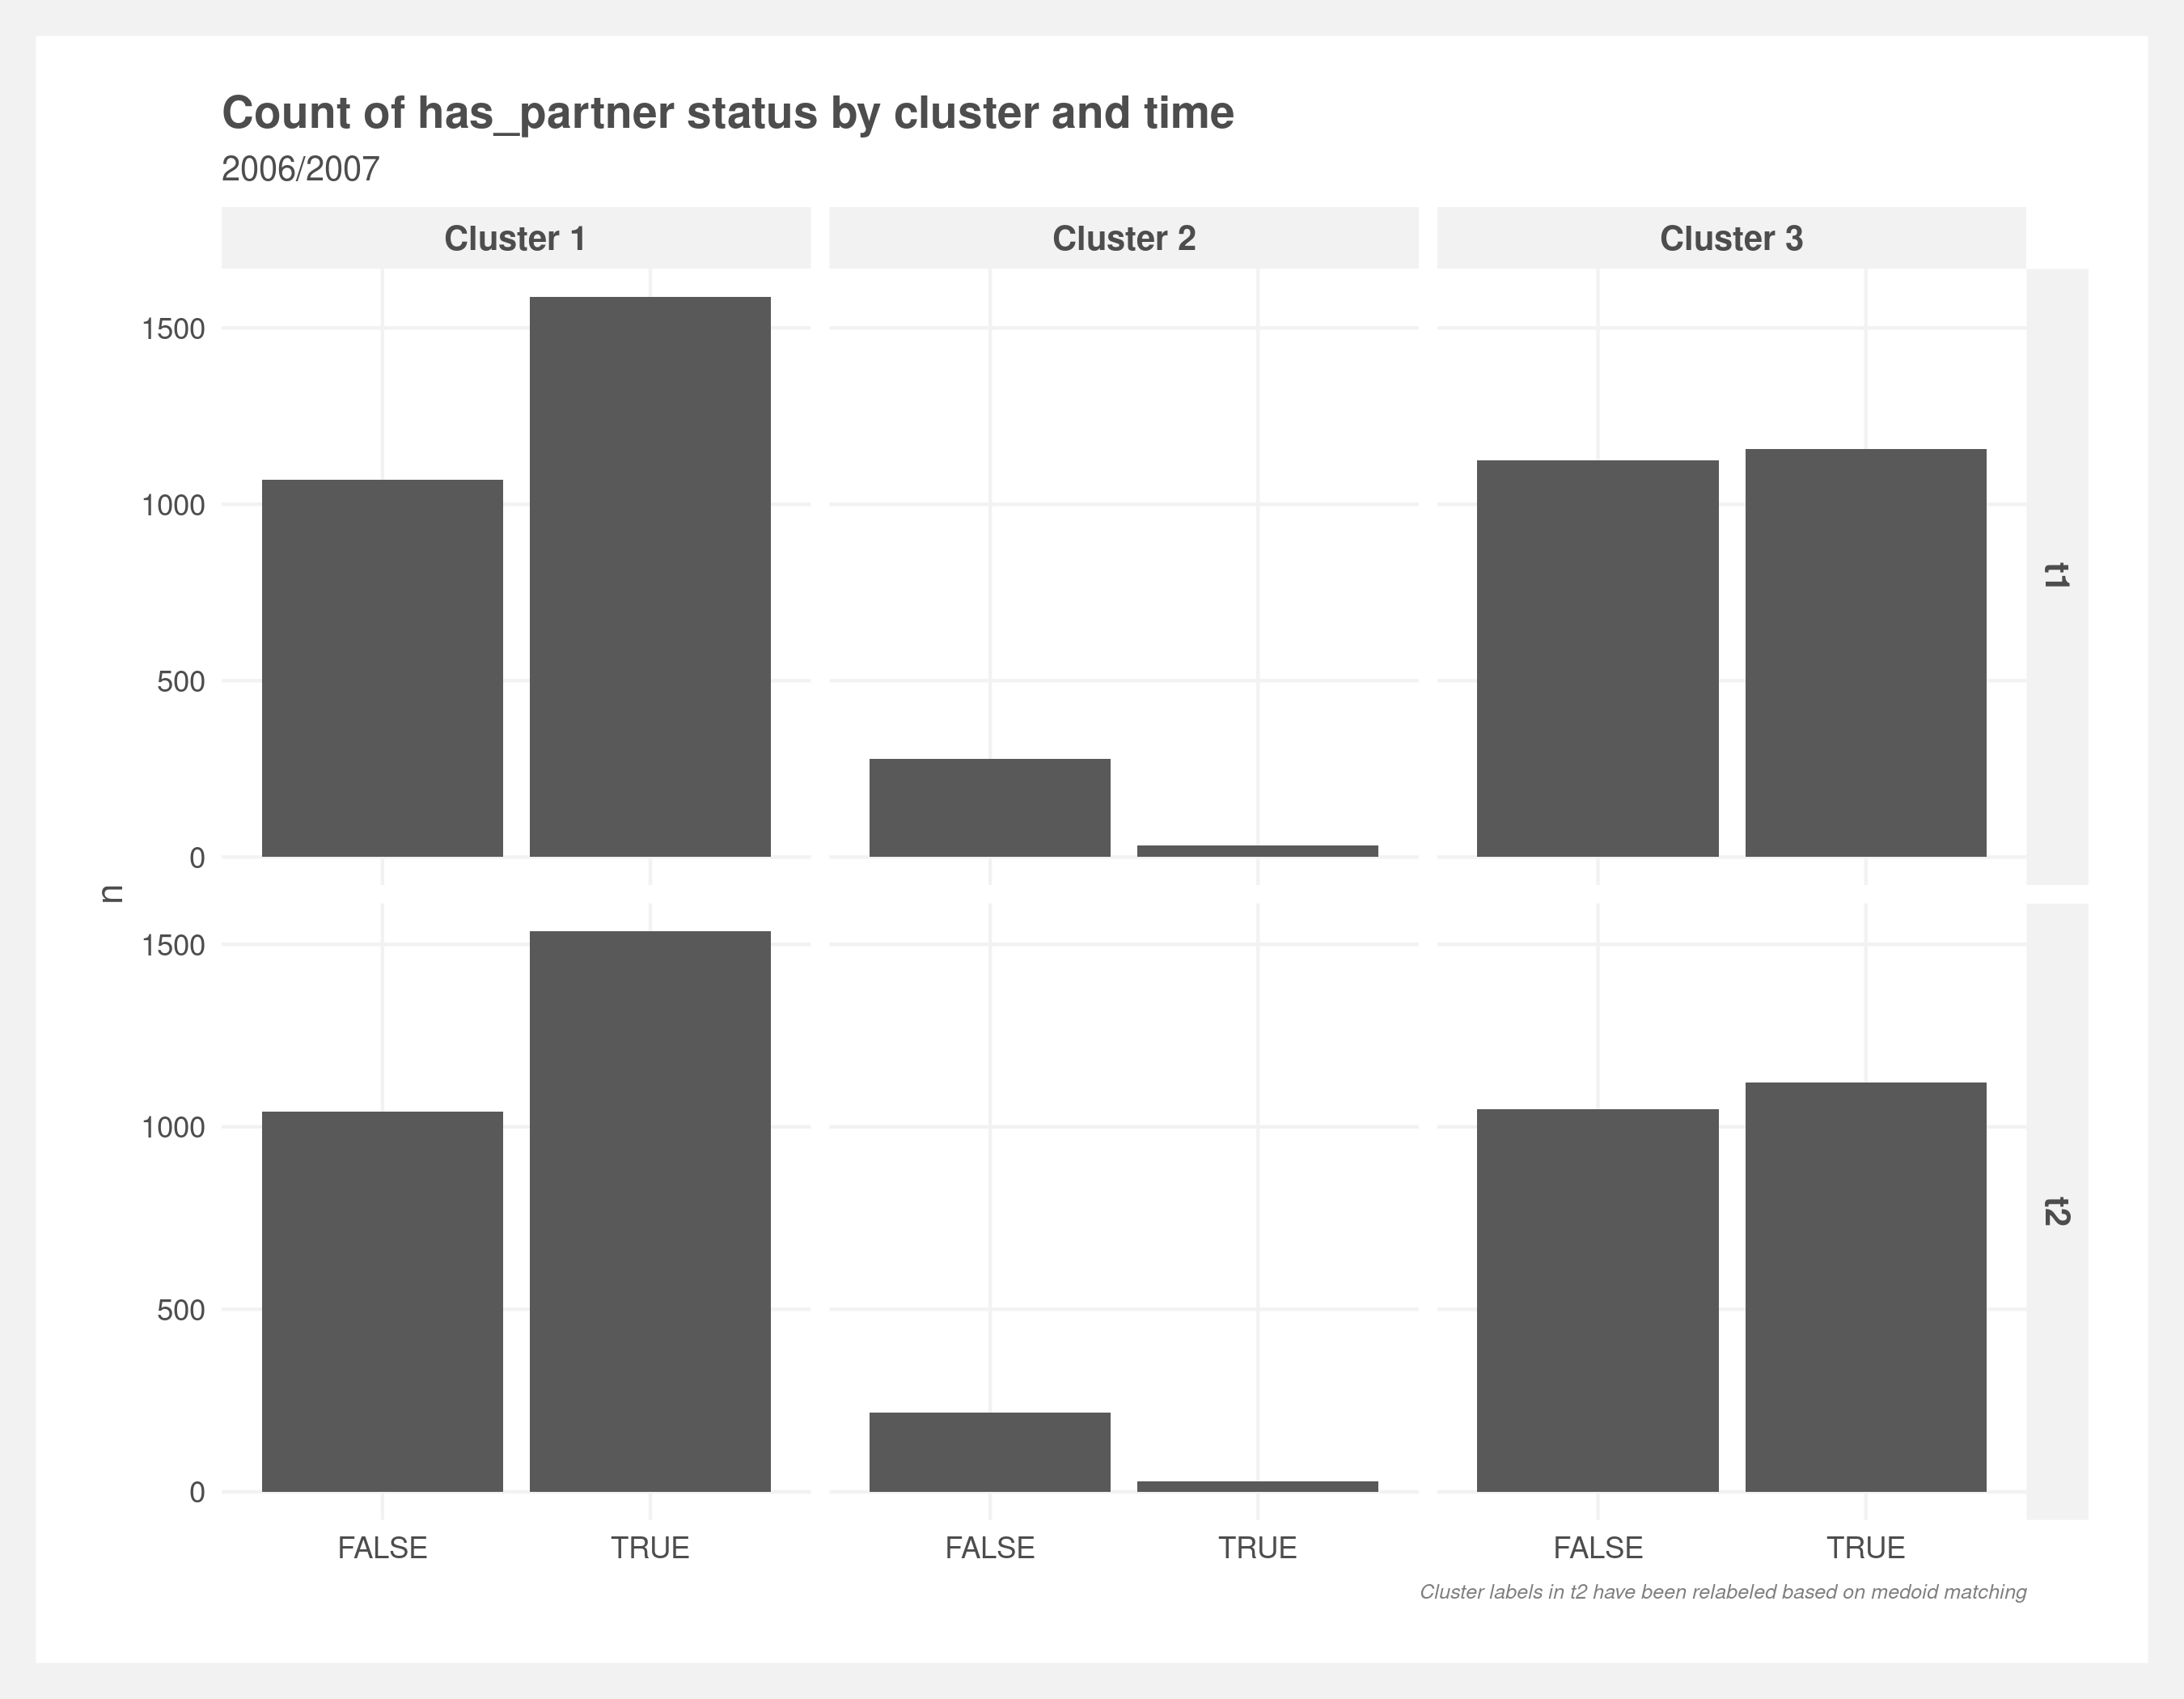 Count of has_partner status by cluster and time
2006/2007
Cluster 1 Cluster 2 Cluster 3
1500
1000
500
0
t1
n
1500
1000
500
0
t2
FALSE TRUE FALSE TRUE FALSE TRUE
Cluster labels in t2 have been relabeled based on medoid matching